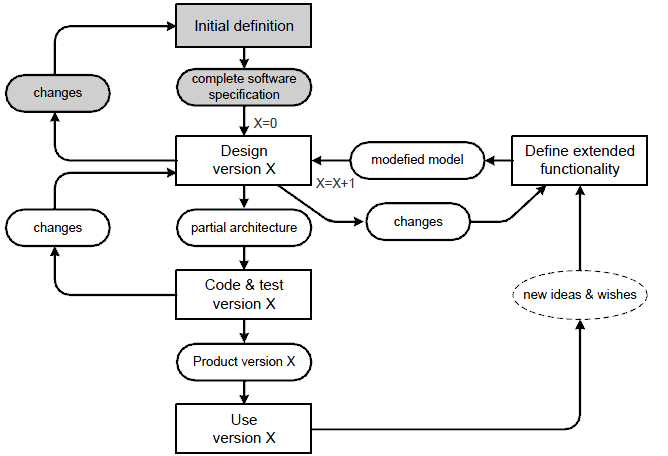 Initial definition
changes
complete software
specification
X=0
Design
version X
modefied model
Define extended
functionality
X=X+1
changes
partial architecture
changes
Code & test
version X
new ideas & wishes
Product version X
Use
version X